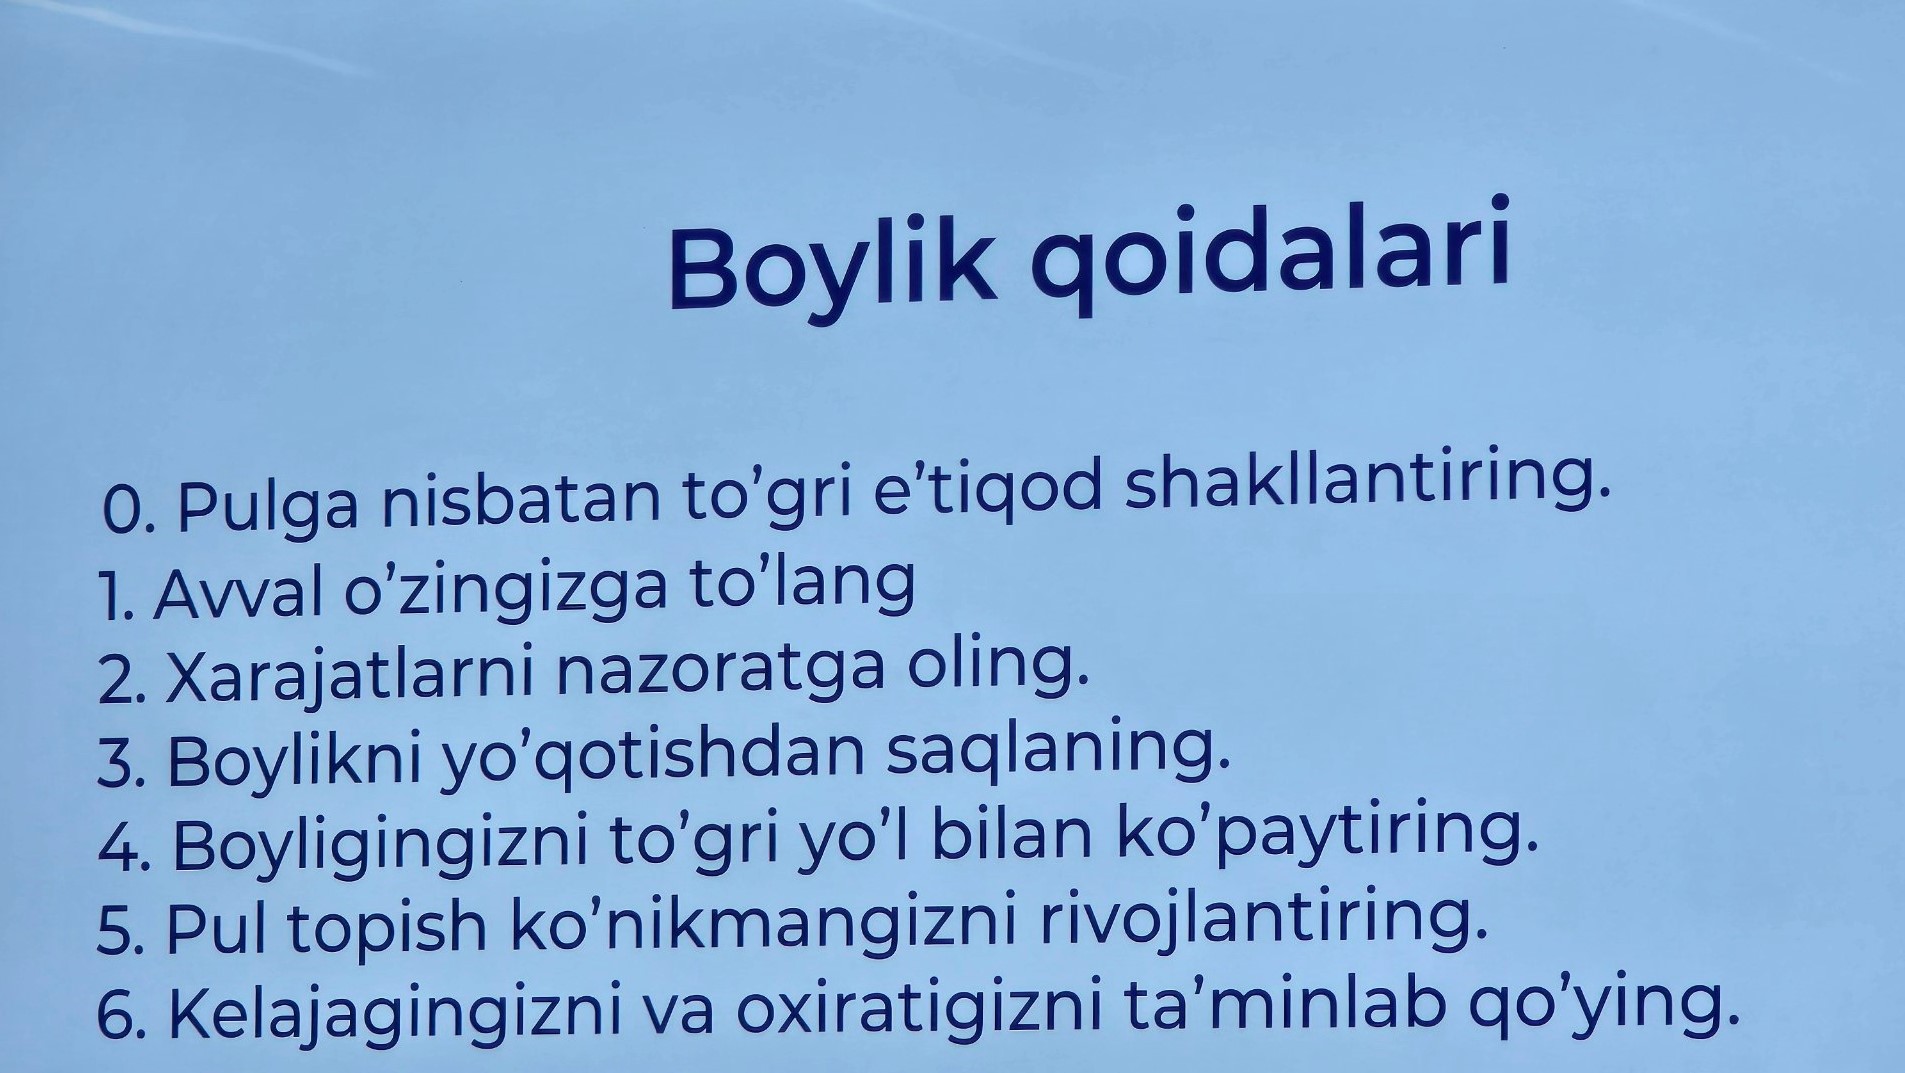 Boylik qoidalari
0. Pulga nisbatan to’gri e’tiqod shakllantiring.
1. Avval o’zingizga to’lang
2. Xarajatlarni nazoratga oling.
3. Boylikni yo’qotishdan saqlaning.
4. Boyligingizni to’gri yo’l bilan ko’paytiring.
5. Pul topish ko’nikmangizni rivojlantiring.
6. Kelajagingizni va oxiratigizni ta’minlab qo’ying.